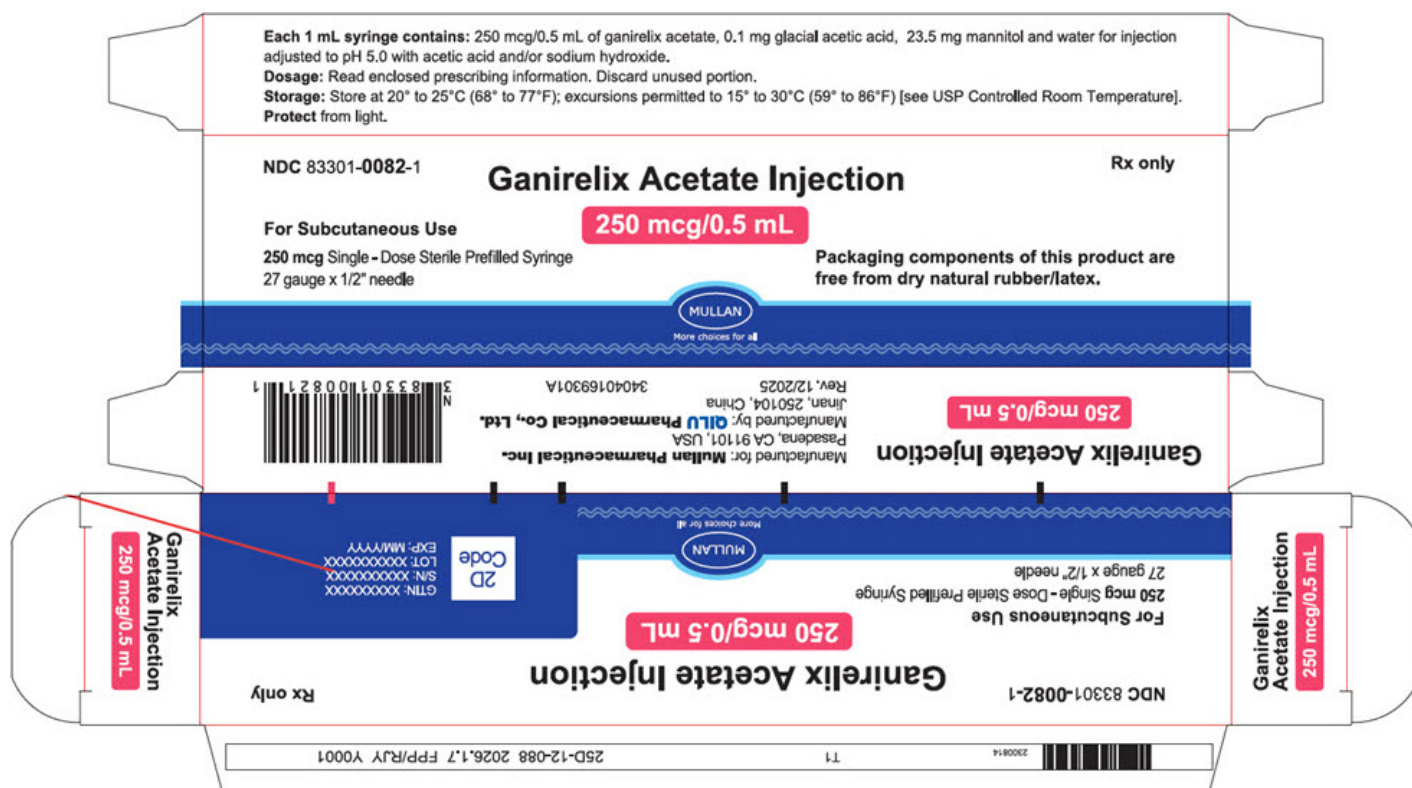 Each 1 mL syringe contains: 250 mcg/0.5 mL of ganirelix acetate, 0.1 mg glacial acetic acid, 23.5 mg mannitol and water for injection
adjusted to pH 5.0 with acetic acid and/or sodium hydroxide.
Dosage: Read enclosed prescribing information. Discard unused portion.
Storage: Store at 20° to 25°C (68° to 77°F); excursions permitted to 15° to 30°C (59° to 86°F) [see USP Controlled Room Temperature].
Protect from light.
NDC 83301-0082-1
Rx only
Ganirelix Acetate Injection
250 mcg/0.5 mL
For Subcutaneous Use
250 mcg Single - Dose Sterile Prefilled Syringe
27 gauge x 1/2" needle
Packaging components of this product are
free from dry natural rubber/latex.
MULLAN
More choices for all
Ganirelix Acetate Injection
250 mcg/0.5 mL
Manufactured for: Mullan Pharmaceutical Inc.
Pasadena, CA 91101, USA
Manufactured by: QILU Pharmaceutical Co., Ltd.
Jinan, 250104, China
Rev. 12/2025 34040169301A
N
3 83301 00821 1
NDC 83301-0082-1
Rx only
Ganirelix Acetate Injection
250 mcg/0.5 mL
For Subcutaneous Use
250 mcg Single - Dose Sterile Prefilled Syringe
27 gauge x 1/2" needle
MULLAN
More choices for all
GTIN: XXXXXXXXXX
S/N: XXXXXXXXXX
LOT: XXXXXXXXXX
EXP: MM/YYYY
2D
Code
Ganirelix
Acetate Injection
250 mcg/0.5 mL
Ganirelix
Acetate Injection
250 mcg/0.5 mL
2300814
T1
25D-12-088 2026.1.7 FPP/RJY Y0001